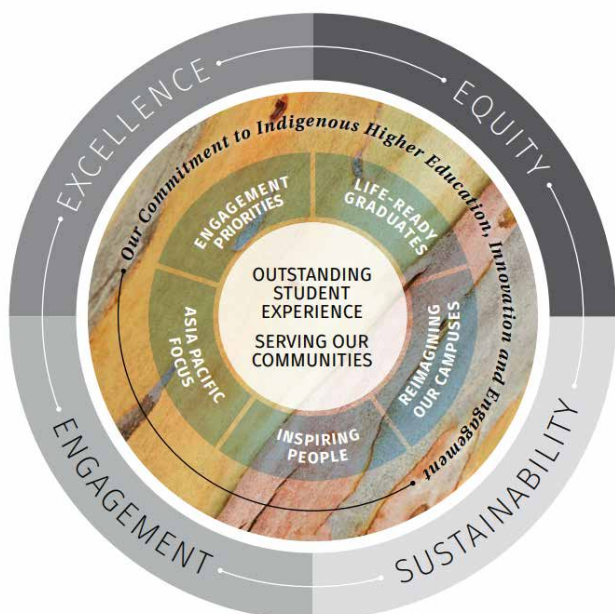 EXCELLENCE
EQUITY
Our Commitment to Indigenous Higher Education, Innovation and Engagement
ENGAGEMENT
PRIORITIES
LIFE-READY
GRADUATES
OUTSTANDING
STUDENT
EXPERIENCE
SERVING OUR
COMMUNITIES
ASIA PACIFIC
FOCUS
REIMAGINING
OUR CAMPUSES
INSPIRING
PEOPLE
ENGAGEMENT
SUSTAINABILITY